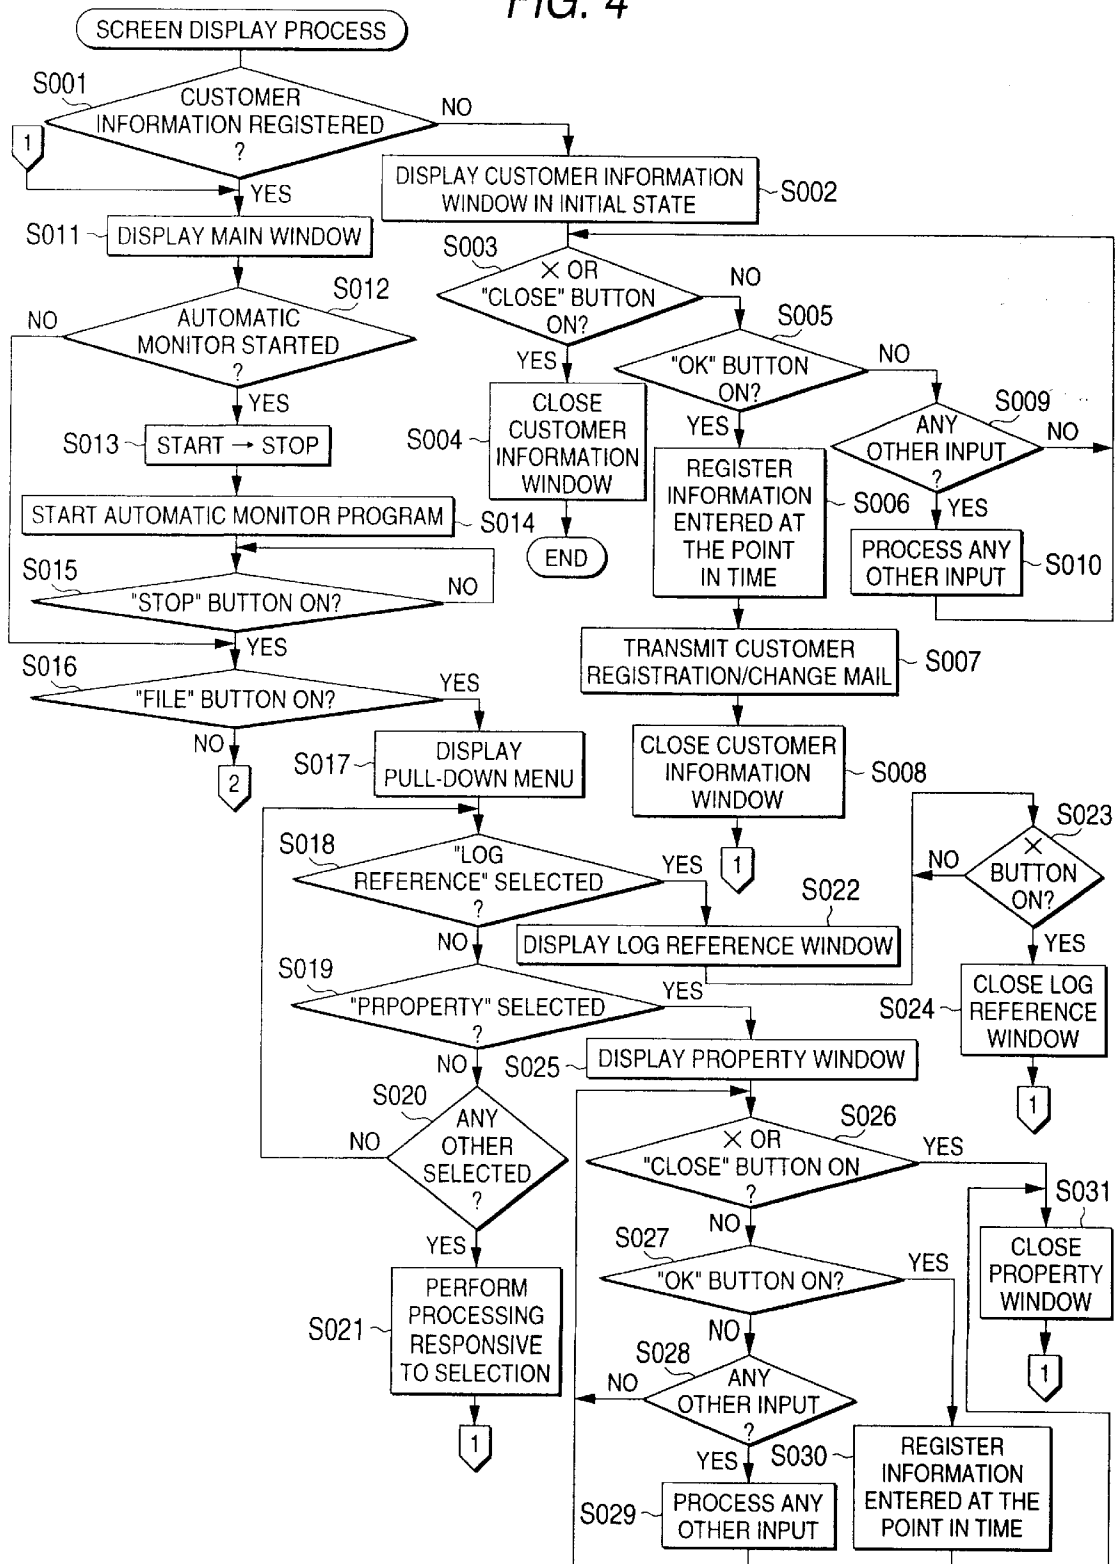 FIG. 4
SCREEN DISPLAY PROCESS
S001
CUSTOMER
INFORMATION REGISTERED
?
NO
1
YES
DISPLAY CUSTOMER INFORMATION
WINDOW IN INITIAL STATE
S002
S011
DISPLAY MAIN WINDOW
S003
× OR
"CLOSE" BUTTON
ON?
NO
YES
S012
AUTOMATIC
MONITOR STARTED
?
NO
YES
S005
"OK" BUTTON
ON?
NO
YES
S004
CLOSE
CUSTOMER
INFORMATION
WINDOW
END
S009
ANY
OTHER INPUT
?
NO
YES
S013
START → STOP
S006
REGISTER
INFORMATION
ENTERED AT
THE POINT
IN TIME
START AUTOMATIC MONITOR PROGRAM
S014
PROCESS ANY
OTHER INPUT
S010
S015
"STOP" BUTTON ON?
NO
YES
TRANSMIT CUSTOMER
REGISTRATION/CHANGE MAIL
S007
S016
"FILE" BUTTON ON?
YES
NO
2
S017
DISPLAY
PULL-DOWN MENU
CLOSE CUSTOMER
INFORMATION
WINDOW
S008
1
S018
"LOG
REFERENCE" SELECTED
?
YES
NO
S023
×
BUTTON
ON?
NO
YES
S022
DISPLAY LOG REFERENCE WINDOW
S019
"PRPOPERTY" SELECTED
?
YES
NO
S024
CLOSE LOG
REFERENCE
WINDOW
1
S025
DISPLAY PROPERTY WINDOW
S020
ANY
OTHER
SELECTED
?
NO
YES
S026
× OR
"CLOSE" BUTTON ON
?
YES
NO
S031
CLOSE
PROPERTY
WINDOW
1
S027
"OK" BUTTON ON?
YES
NO
S021
PERFORM
PROCESSING
RESPONSIVE
TO SELECTION
1
S028
ANY
OTHER INPUT
?
NO
YES
S030
REGISTER
INFORMATION
ENTERED AT THE
POINT IN TIME
S029
PROCESS ANY
OTHER INPUT